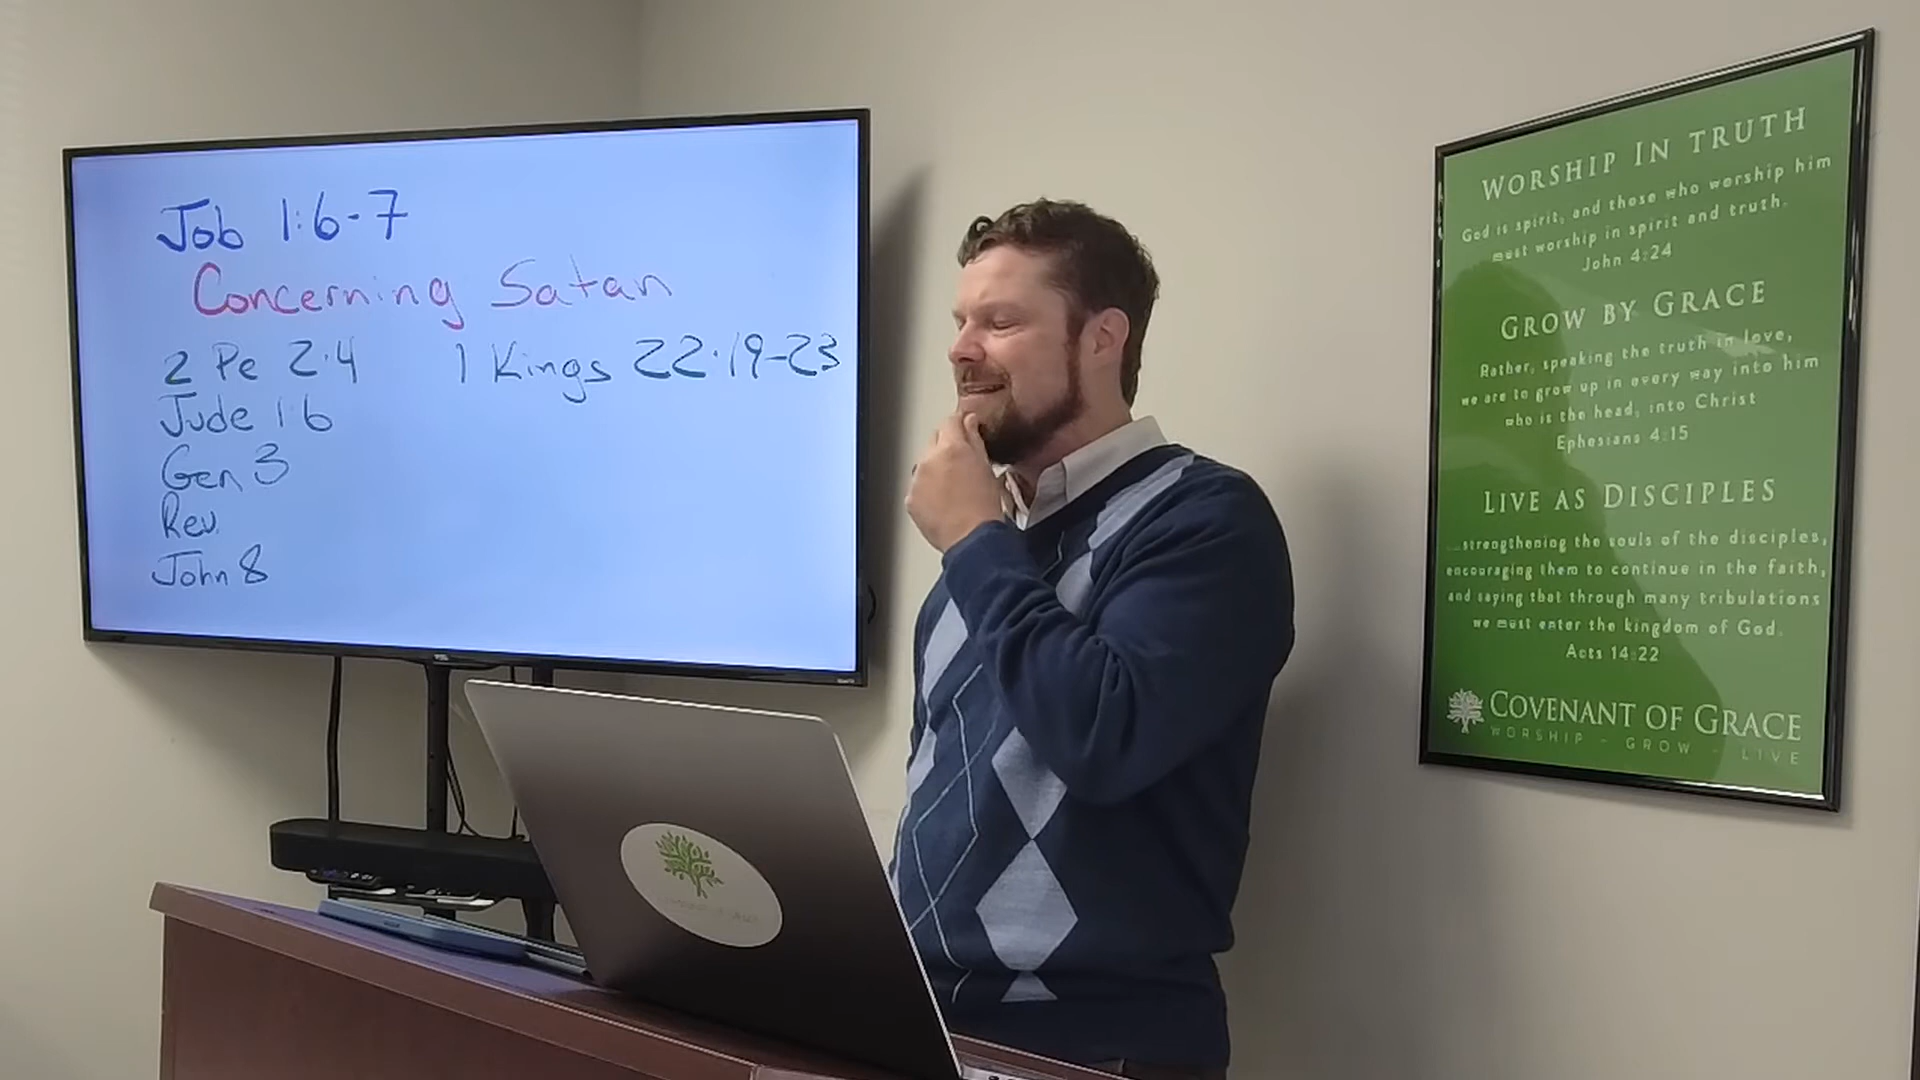 Job 1:6-7
Concerning Satan
2 Pe 2:4 1 Kings 22:19-23
Jude 1:6
Gen 3
Rev.
John 8
WORSHIP IN TRUTH
God is spirit, and those who worship him
must worship in spirit and truth.
John 4:24
GROW BY GRACE
Rather, speaking the truth in love,
we are to grow up in every way into him
who is the head, into Christ
Ephesians 4:15
LIVE AS DISCIPLES
...strengthening the souls of the disciples,
encouraging them to continue in the faith,
and saying that through many tribulations
we must enter the kingdom of God.
Acts 14:22
COVENANT OF GRACE
WORSHIP - GROW - LIVE